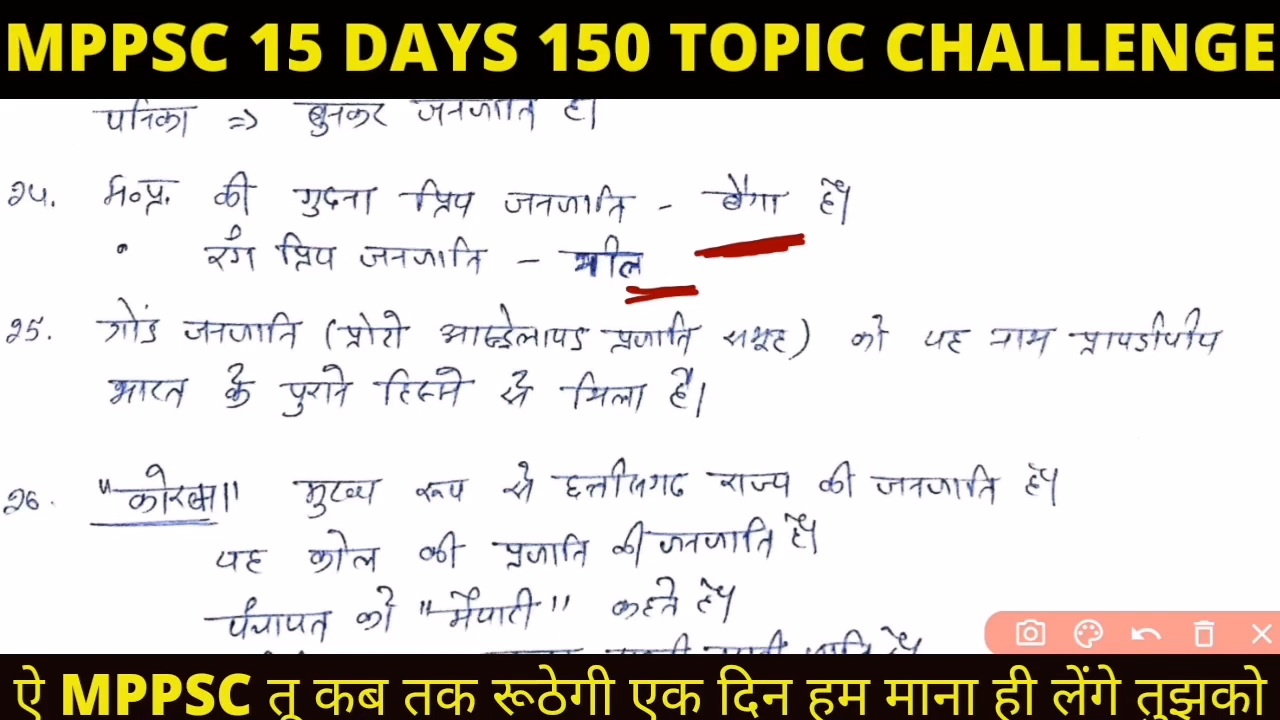 MPPSC 15 DAYS 150 TOPIC CHALLENGE
पनिका => बुनकर जनजाति है।
24. म०प्र. की गुदना प्रिय जनजाति - बैगा है।
• रंग प्रिय जनजाति - भील
25. गोंड जनजाति (प्रोटो आस्ट्रेलायड प्रजाति समूह) को यह नाम प्रायद्वीपीय
भारत के पुराने हिस्से से मिला है।
26. "कोरबा" मुख्य रूप से छत्तीसगढ राज्य की जनजाति है।
यह कोल की प्रजाति की जनजाति है।
पंचायत को "मैयारी" कहते है।
ऐ MPPSC तू कब तक रूठेगी एक दिन हम माना ही लेंगे तुझको